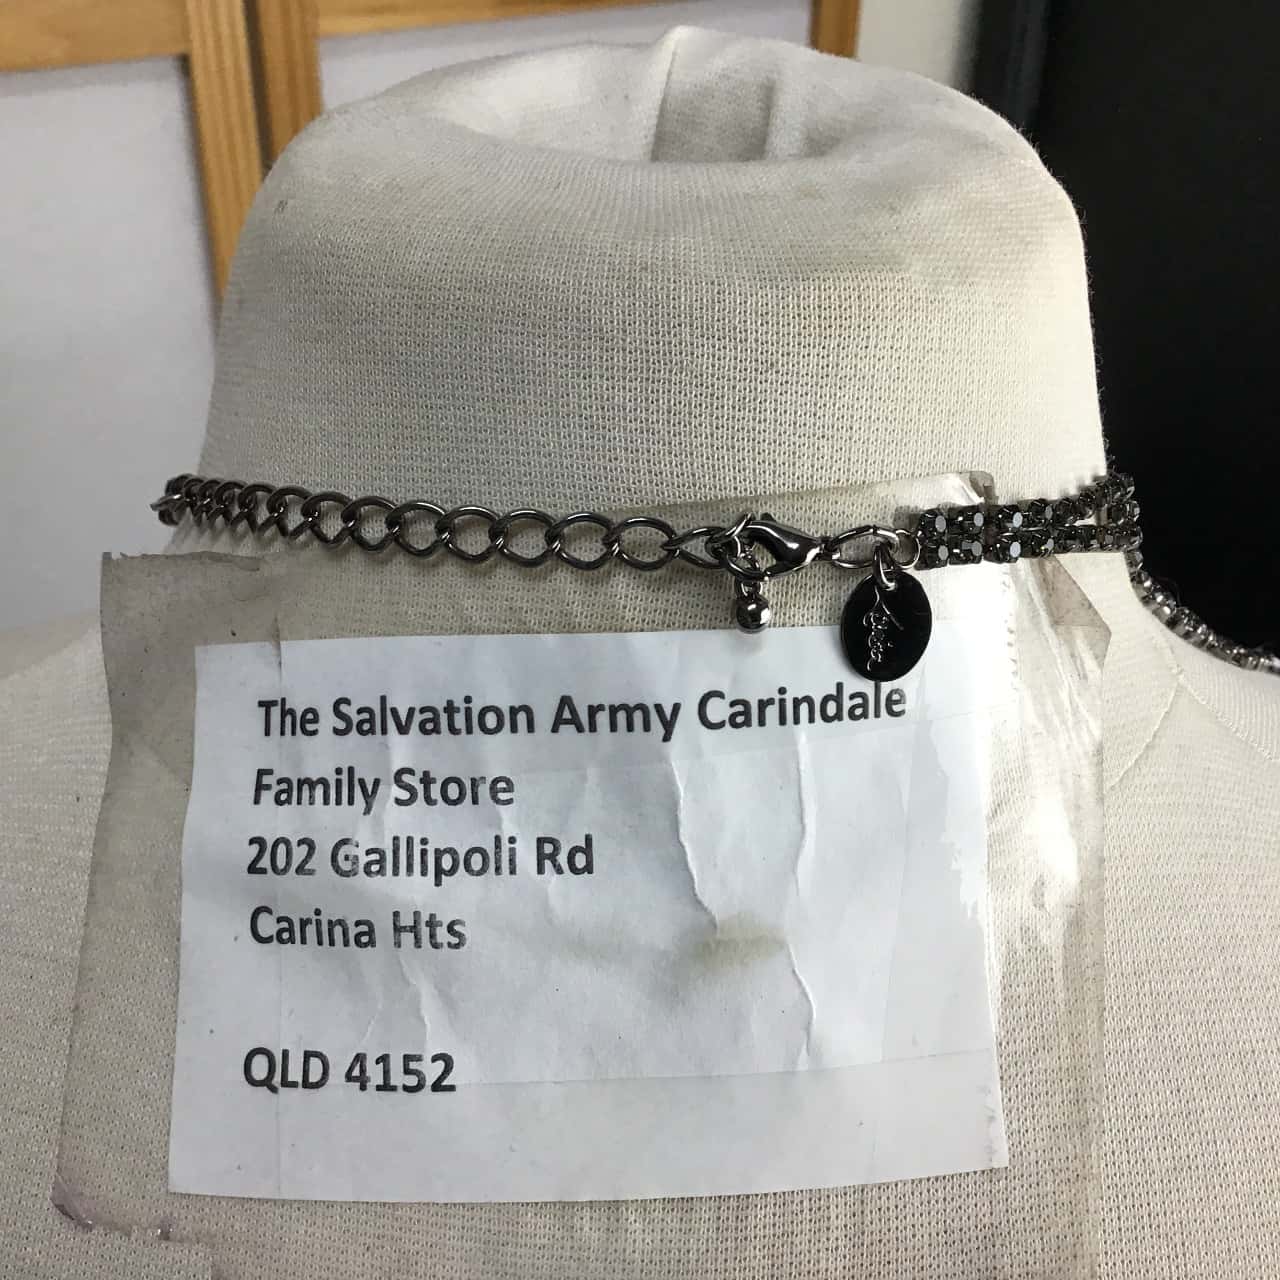 The Salvation Army Carindale
Family Store
202 Gallipoli Rd
Carina Hts
QLD 4152